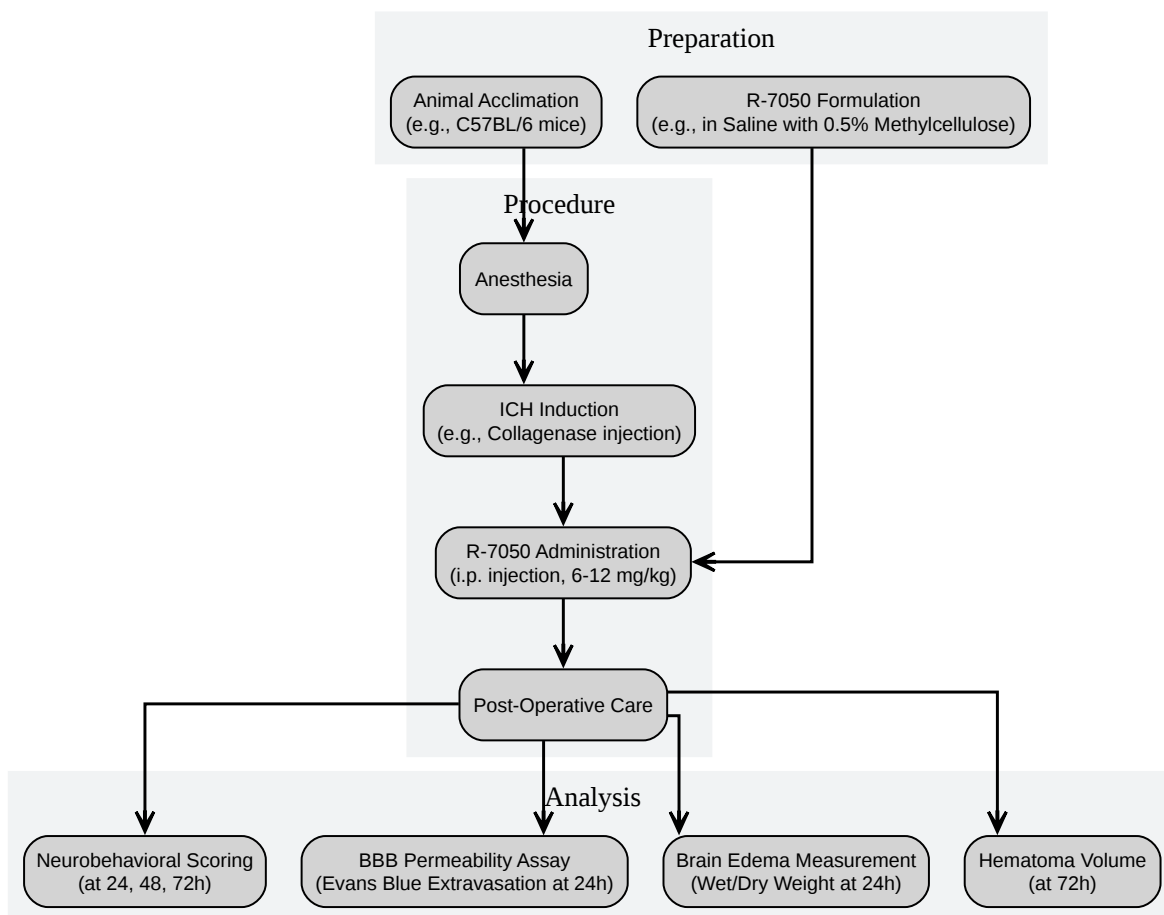 Preparation
Animal Acclimation
(e.g., C57BL/6 mice)
R-7050 Formulation
(e.g., in Saline with 0.5% Methylcellulose)
Procedure
Anesthesia
ICH Induction
(e.g., Collagenase injection)
R-7050 Administration
(i.p. injection, 6-12 mg/kg)
Post-Operative Care
Analysis
Neurobehavioral Scoring
(at 24, 48, 72h)
BBB Permeability Assay
(Evans Blue Extravasation at 24h)
Brain Edema Measurement
(Wet/Dry Weight at 24h)
Hematoma Volume
(at 72h)